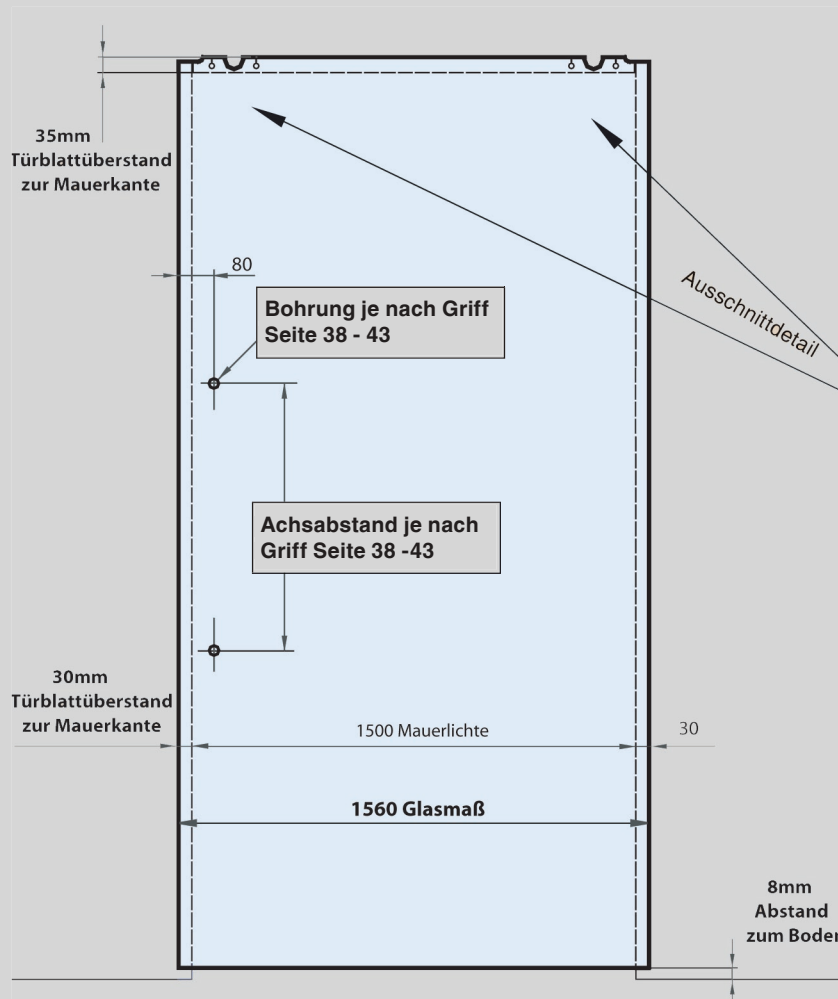 35mm
Türblattüberstand
zur Mauerkante
80
Bohrung je nach Griff
Seite 38 - 43
Ausschnittdetail
Achsabstand je nach
Griff Seite 38 -43
30mm
Türblattüberstand
zur Mauerkante
1500 Mauerlichte
30
1560 Glasmaß
8mm
Abstand
zum Boden